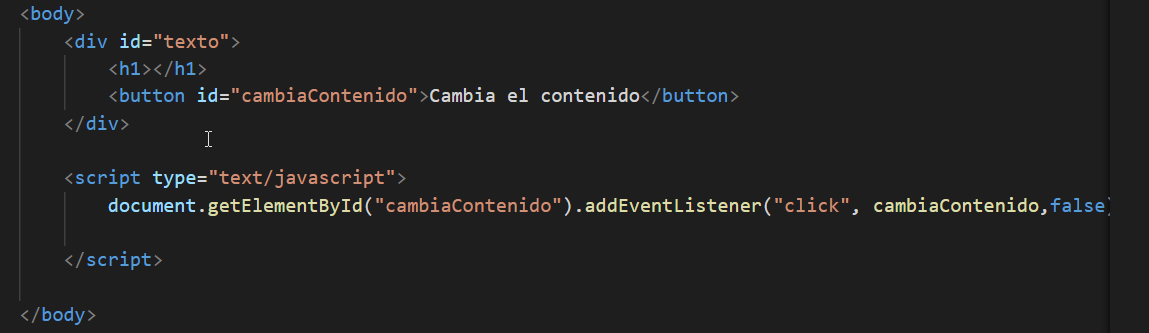 <body>
<div id="texto">
<h1></h1>
<button id="cambiaContenido">Cambia el contenido</button>
</div>
<script type="text/javascript">
document.getElementById("cambiaContenido").addEventListener("click", cambiaContenido,false)
</script>
</body>